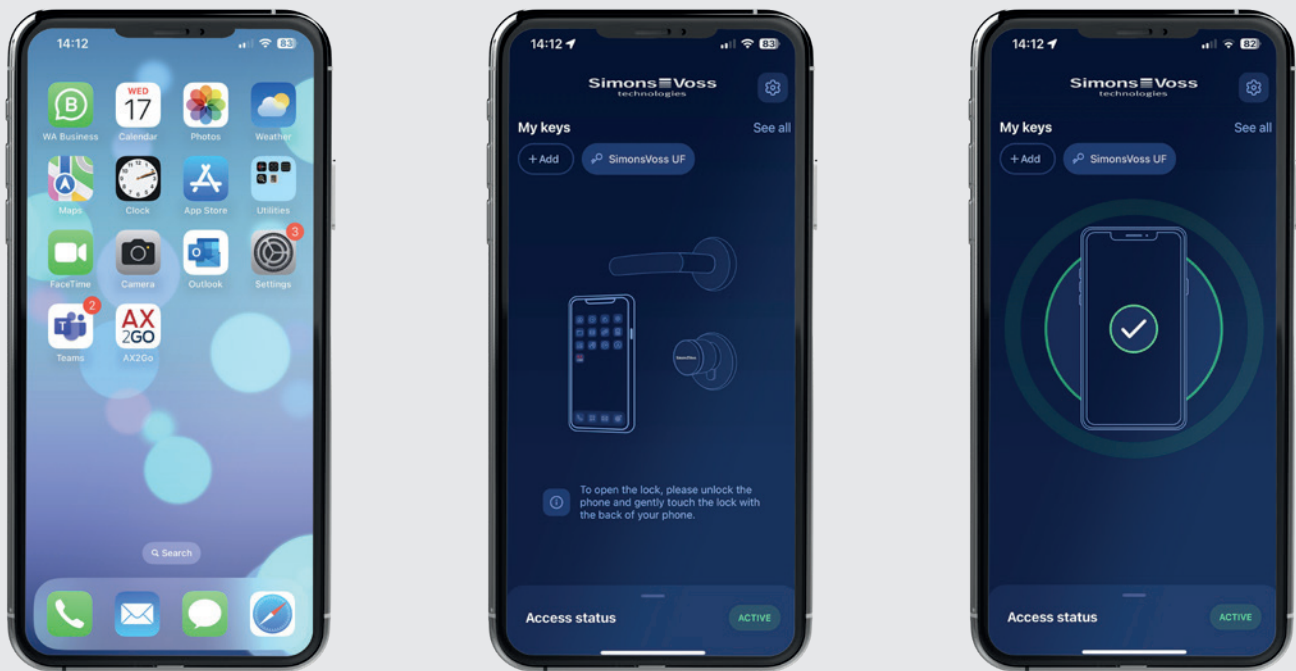 14:12
83
WED
17
WA Business
Calendar
Photos
Weather
Maps
Clock
App Store
Utilities
3
FaceTime
Camera
Outlook
Settings
2
AX
2GO
Teams
AX2Go
Search
14:12
83
SimonsVoss
technologies
My keys
See all
+ Add
SimonsVoss UF
SimonsVoss
To open the lock, please unlock the
phone and gently touch the lock with
the back of your phone.
Access status
ACTIVE
14:12
82
SimonsVoss
technologies
My keys
See all
+ Add
SimonsVoss UF
Access status
ACTIVE